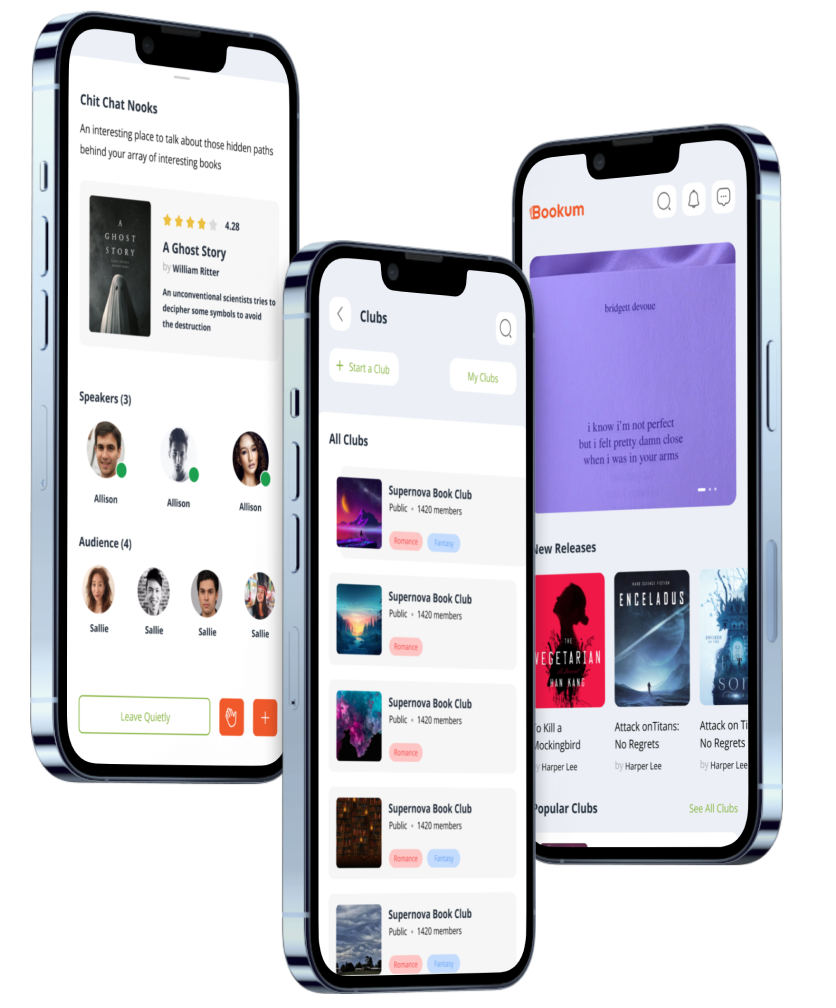 Chit Chat Nooks
An interesting place to talk about those hidden paths
behind your array of interesting books
A
GHOST
STORY
4.28
A Ghost Story
by William Ritter
An unconventional scientists tries to
decipher some symbols to avoid
the destruction
Speakers (3)
Allison
Allison
Allison
Audience (4)
Sallie
Sallie
Sallie
Sallie
Leave Quietly
+
Clubs
+ Start a Club
My Clubs
All Clubs
Supernova Book Club
Public • 1420 members
Romance
Fantasy
Supernova Book Club
Public • 1420 members
Romance
Supernova Book Club
Public • 1420 members
Romance
Supernova Book Club
Public • 1420 members
Romance
Fantasy
Supernova Book Club
Public • 1420 members
Romance
Fantasy
Bookum
bridgett devoue
i know i'm not perfect
but i felt pretty damn close
when i was in your arms
New Releases
THE
VEGETARIAN
HAN KANG
HARD SCIENCE FICTION
ENCELADUS
To Kill a
Mockingbird
by Harper Lee
Attack onTitans:
No Regrets
by Harper Lee
Attack on Ti
No Regrets
by Harper Lee
Popular Clubs
See All Clubs